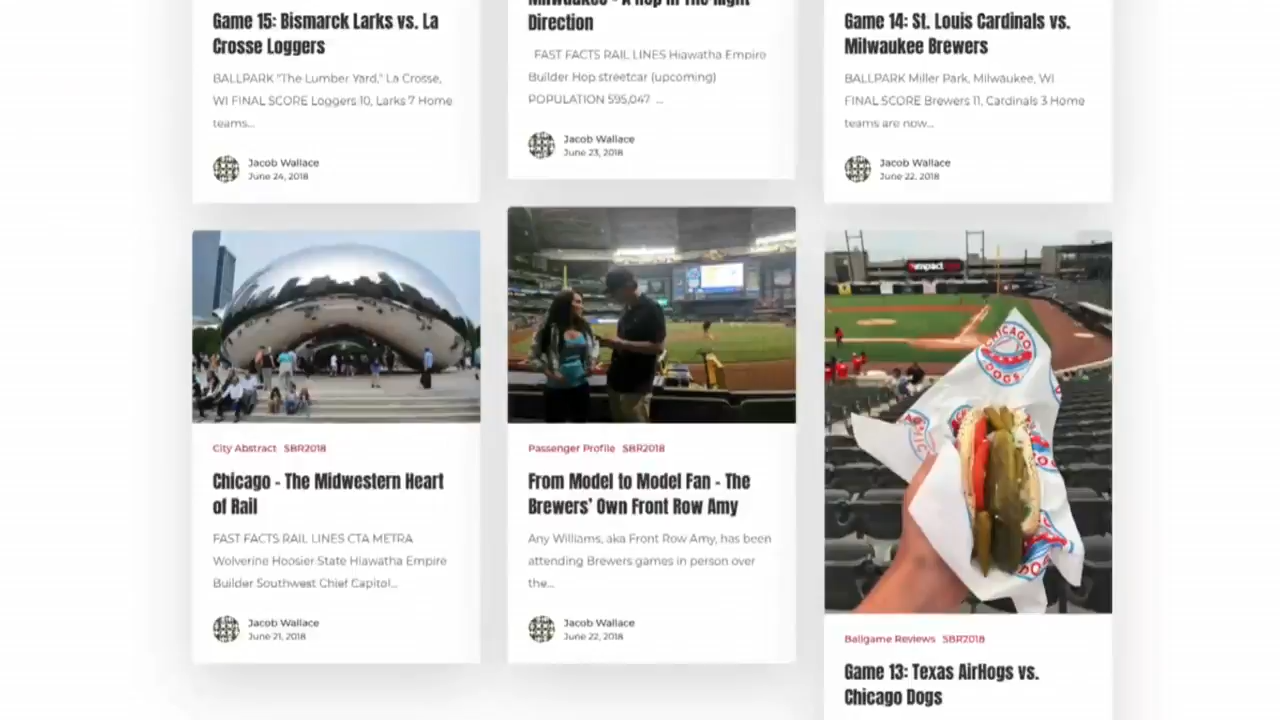 Game 15: Bismarck Larks vs. La
Crosse Loggers
BALLPARK "The Lumber Yard," La Crosse,
WI FINAL SCORE Loggers 10, Larks 7 Home
teams...
Jacob Wallace
June 24, 2018
Milwaukee - A Hop in The Right
Direction
FAST FACTS RAIL LINES Hiawatha Empire
Builder Hop streetcar (upcoming)
POPULATION 595,047 ...
Jacob Wallace
June 23, 2018
Game 14: St. Louis Cardinals vs.
Milwaukee Brewers
BALLPARK Miller Park, Milwaukee, WI
FINAL SCORE Brewers 11, Cardinals 3 Home
teams are now...
Jacob Wallace
June 22, 2018
City Abstract SBR2018
Chicago - The Midwestern Heart
of Rail
FAST FACTS RAIL LINES CTA METRA
Wolverine Hoosier State Hiawatha Empire
Builder Southwest Chief Capitol...
Jacob Wallace
June 21, 2018
Passenger Profile SBR2018
From Model to Model Fan - The
Brewers’ Own Front Row Amy
Any Williams, aka Front Row Amy, has been
attending Brewers games in person over
the...
Jacob Wallace
June 22, 2018
impact
CHICAGO
DOGS
Ballgame Reviews SBR2018
Game 13: Texas AirHogs vs.
Chicago Dogs